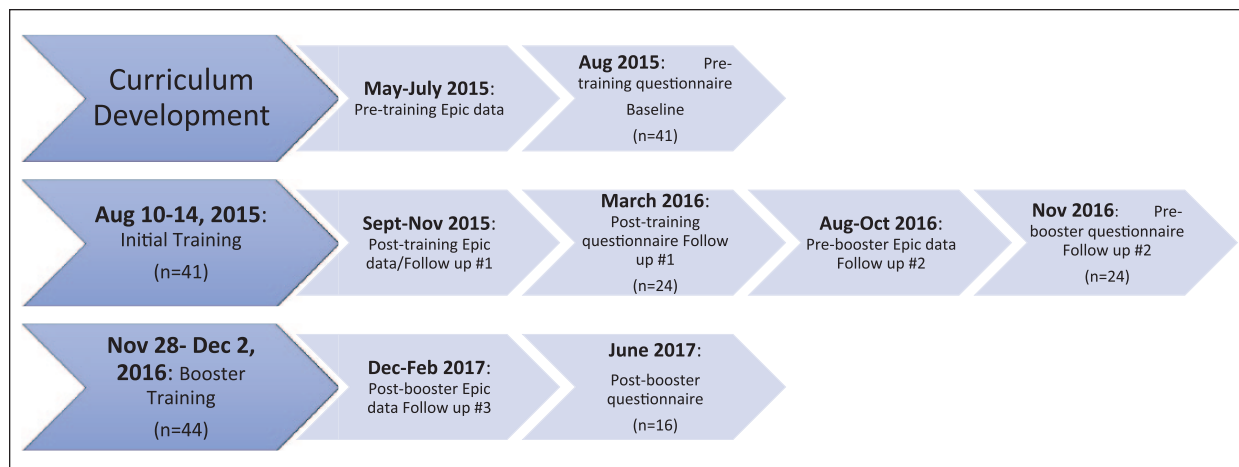 Curriculum
Development
May-July 2015:
Pre-training Epic data
Aug 2015: Pre-
training questionnaire
Baseline
(n=41)
Aug 10-14, 2015:
Initial Training
(n=41)
Sept-Nov 2015:
Post-training Epic
data/Follow up #1
March 2016:
Post-training
questionnaire Follow
up #1
(n=24)
Aug-Oct 2016:
Pre-booster Epic data
Follow up #2
Nov 2016: Pre-
booster questionnaire
Follow up #2
(n=24)
Nov 28- Dec 2,
2016: Booster
Training
(n=44)
Dec-Feb 2017:
Post-booster Epic
data Follow up #3
June 2017:
Post-booster
questionnaire
(n=16)